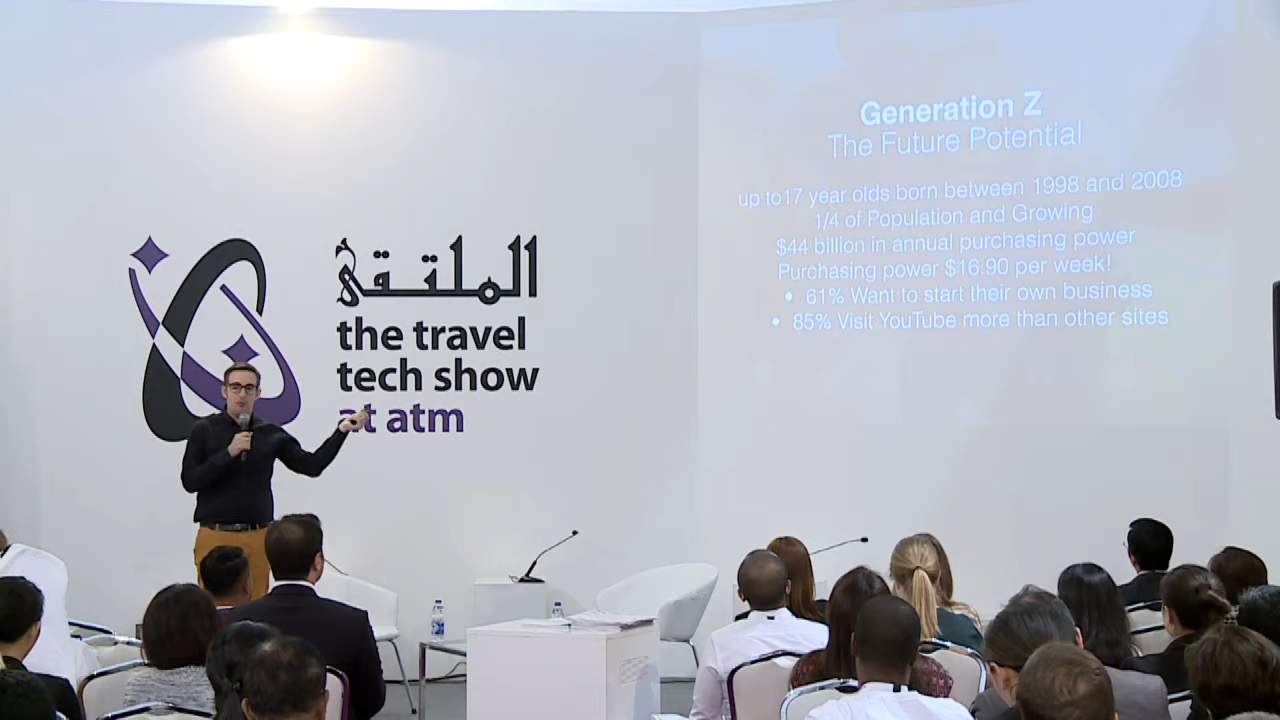 الملتقى
the travel
tech show
at atm
Generation Z
The Future Potential
up to17 year olds born between 1998 and 2008
1/4 of Population and Growing
$44 billion in annual purchasing power
Purchasing power $16.90 per week!
• 61% Want to start their own business
• 85% Visit YouTube more than other sites